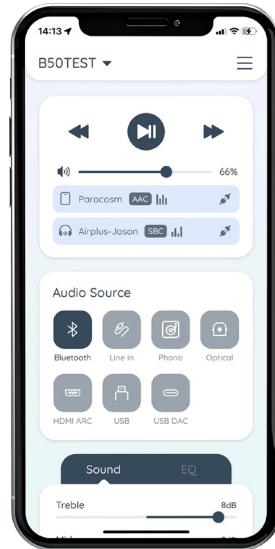 14:13
B50TEST
66%
Paracosm AAC
Airplus-Jason SBC
Audio Source
Bluetooth Line in Phono Optical
HDMI ARC USB USB DAC
Sound EQ
Treble 8dB